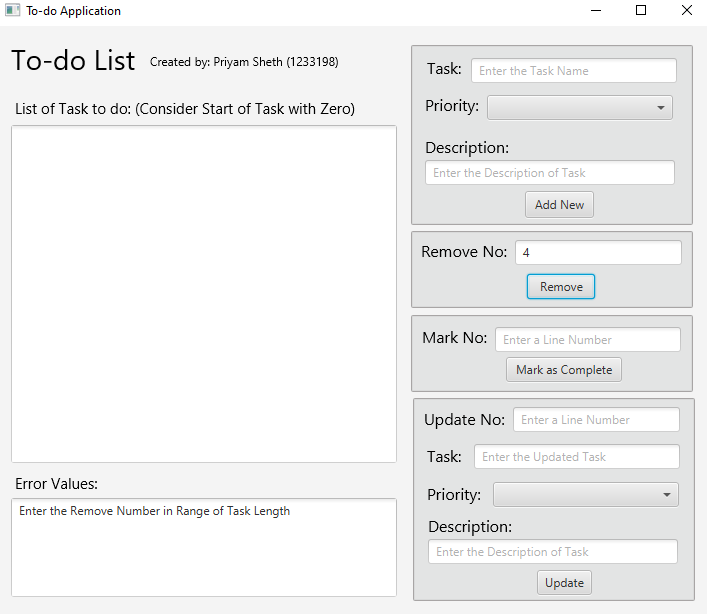 To-do Application
To-do List
Created by: Priyam Sheth (1233198)
List of Task to do: (Consider Start of Task with Zero)
Error Values:
Enter the Remove Number in Range of Task Length
Task: Enter the Task Name
Priority:
Description:
Enter the Description of Task
Add New
Remove No: 4
Remove
Mark No: Enter a Line Number
Mark as Complete
Update No: Enter a Line Number
Task: Enter the Updated Task
Priority:
Description:
Enter the Description of Task
Update